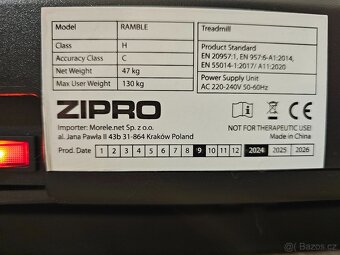 Model RAMBLE
Class H
Accuracy Class C
Net Weight 47 kg
Max User Weight 130 kg
Treadmill
Product Standard
EN 20957:1, EN 957:6-A1:2014,
EN 55014-1:2017/ A11:2020
Power Supply Unit
AC 220-240V 50-60Hz
ZIPRO
Importer: Morele.net Sp. z o.o.
al. Jana Pawła II 43b 31-864 Kraków Poland
CE
NOT FOR THERAPEUTIC USE!
Made in China
Prod. Date 1 2 3 4 5 6 7 8 9 10 11 12 2024 2025 2026
Bazos.cz